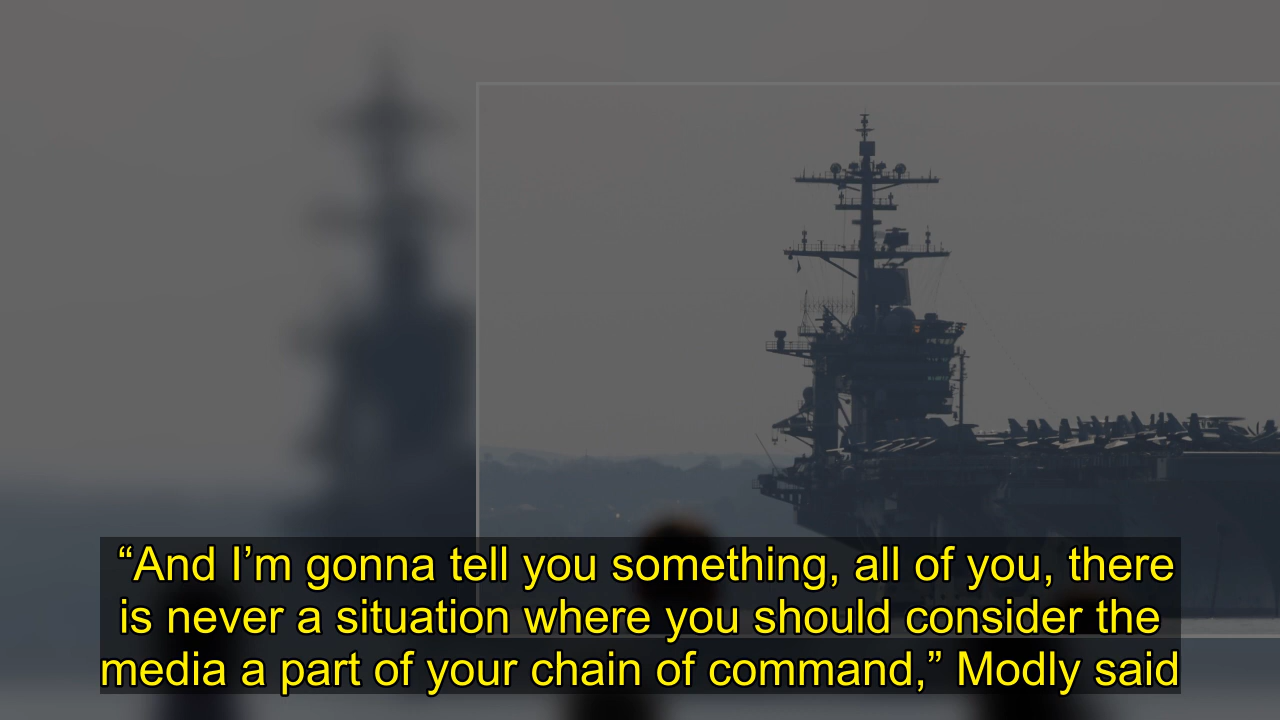 “And I’m gonna tell you something, all of you, there
is never a situation where you should consider the
media a part of your chain of command,” Modly said